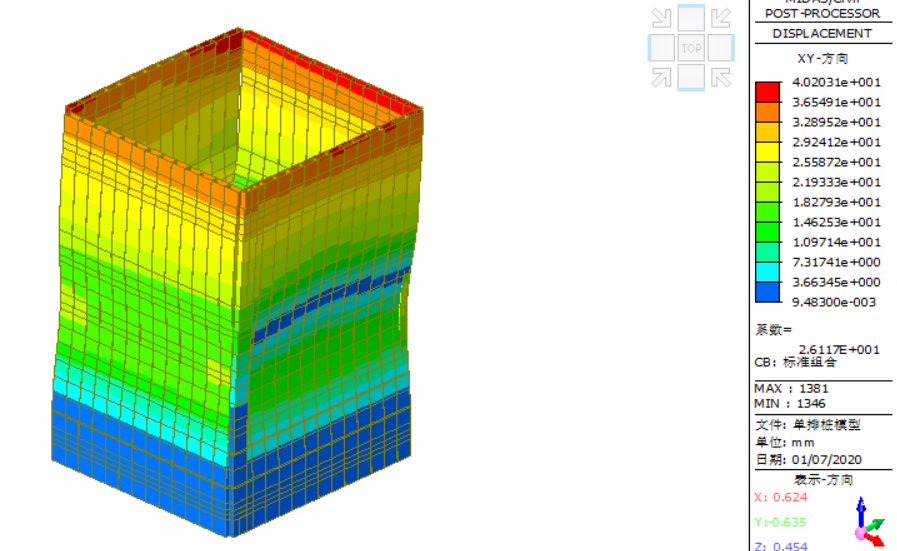 TOP
MIDAS/Civil
POST-PROCESSOR
DISPLACEMENT
XY-方向
4.02031e+001
3.65491e+001
3.28952e+001
2.92412e+001
2.55872e+001
2.19333e+001
1.82793e+001
1.46253e+001
1.09714e+001
7.31741e+000
3.66345e+000
9.48300e-003
系数=
2.6117E+001
CB: 标准组合
MAX : 1381
MIN : 1346
文件: 单排桩模型
单位: mm
日期: 01/07/2020
表示-方向
X: 0.624
Y:-0.635
Z: 0.454